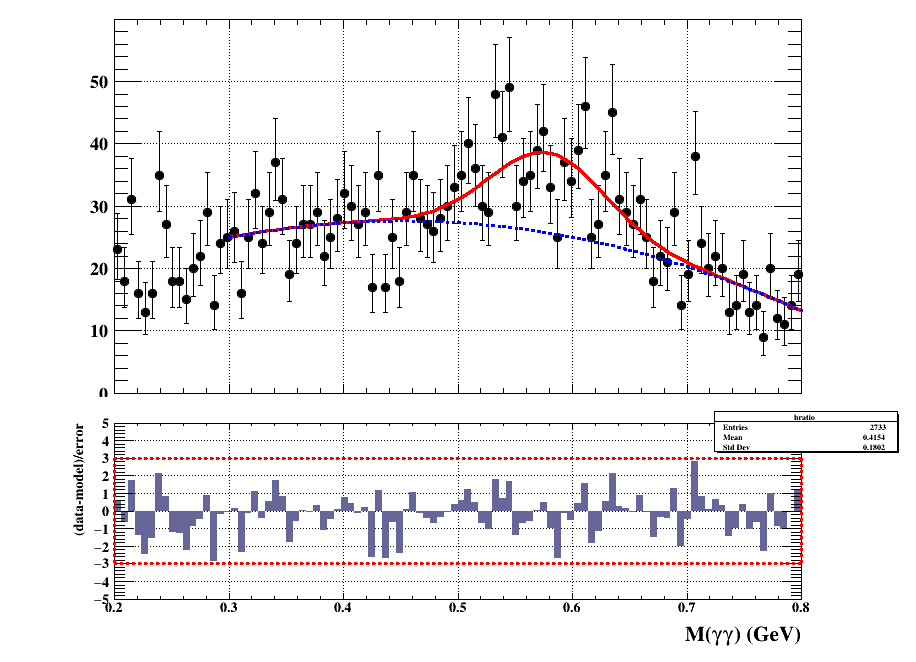 50
40
30
20
10
0
hratio
Entries 2733
Mean 0.4154
Std Dev 0.1802
(data-model)/error
5
4
3
2
1
0
−1
−2
−3
−4
−5
0.2 0.3 0.4 0.5 0.6 0.7 0.8
M(γγ) (GeV)